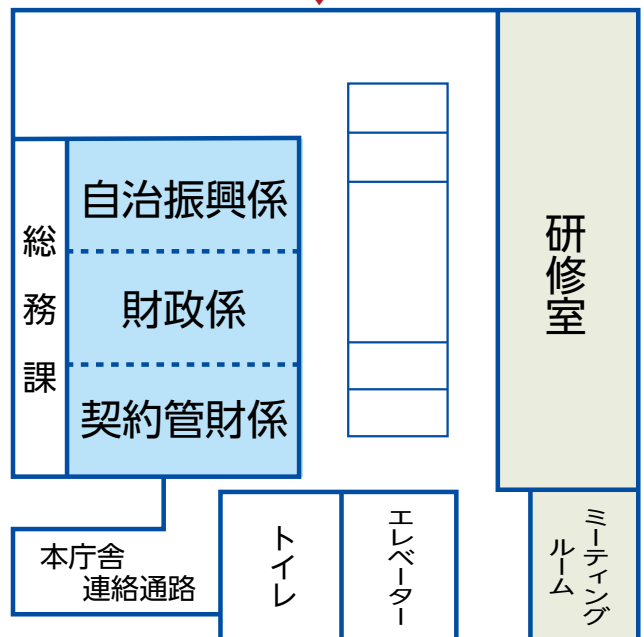 総務課
自治振興係
財政係
契約管財係
研修室
本庁舎
連絡通路
トイレ
エレベーター
ミーティング
ルーム